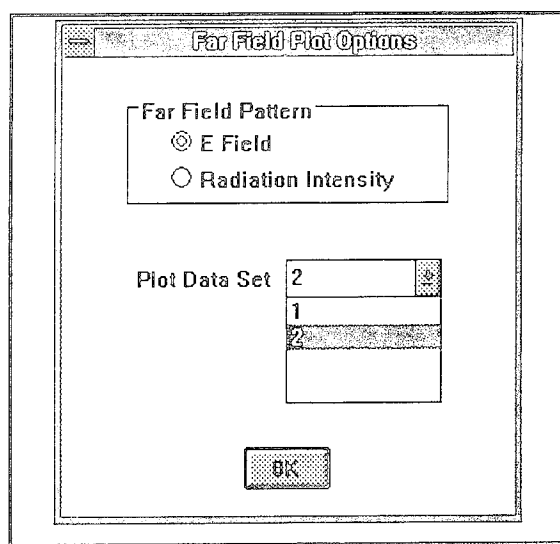 Far Field Plot Options
Far Field Pattern
E Field
Radiation Intensity
Plot Data Set 2
1
2
OK